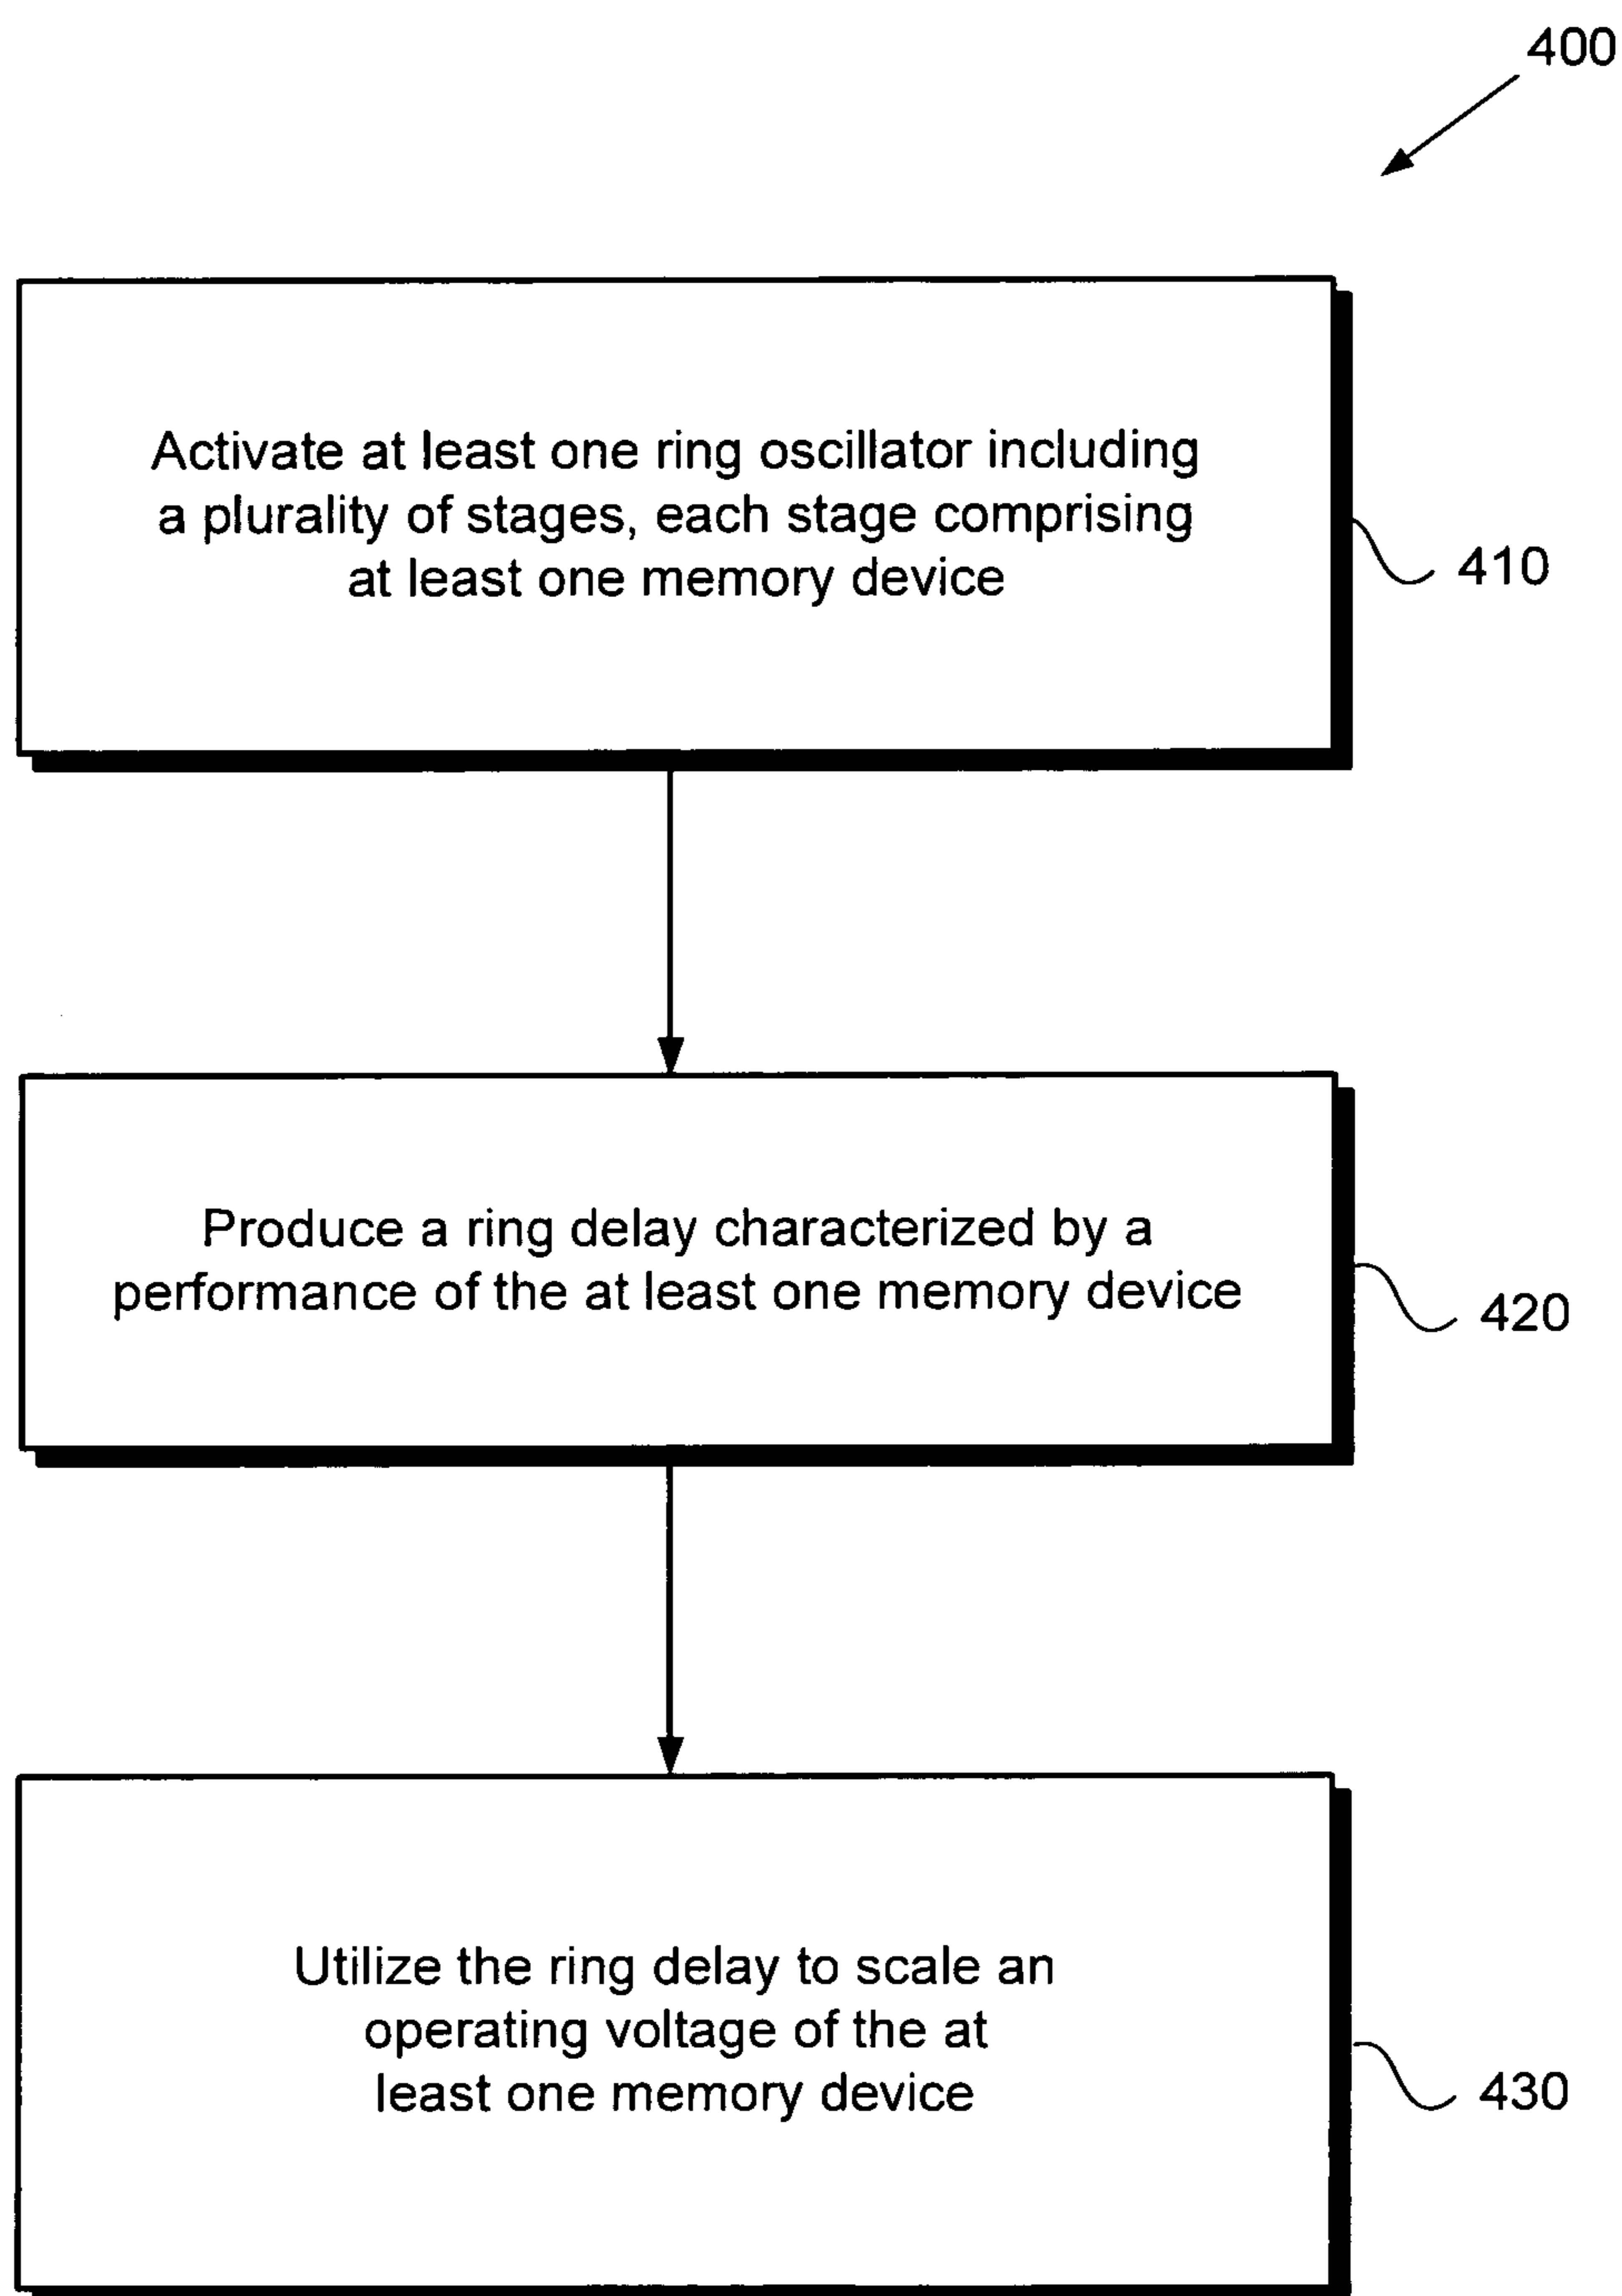 400
Activate at least one ring oscillator including
a plurality of stages, each stage comprising
at least one memory device
410
Produce a ring delay characterized by a
performance of the at least one memory device
420
Utilize the ring delay to scale an
operating voltage of the at
least one memory device
430